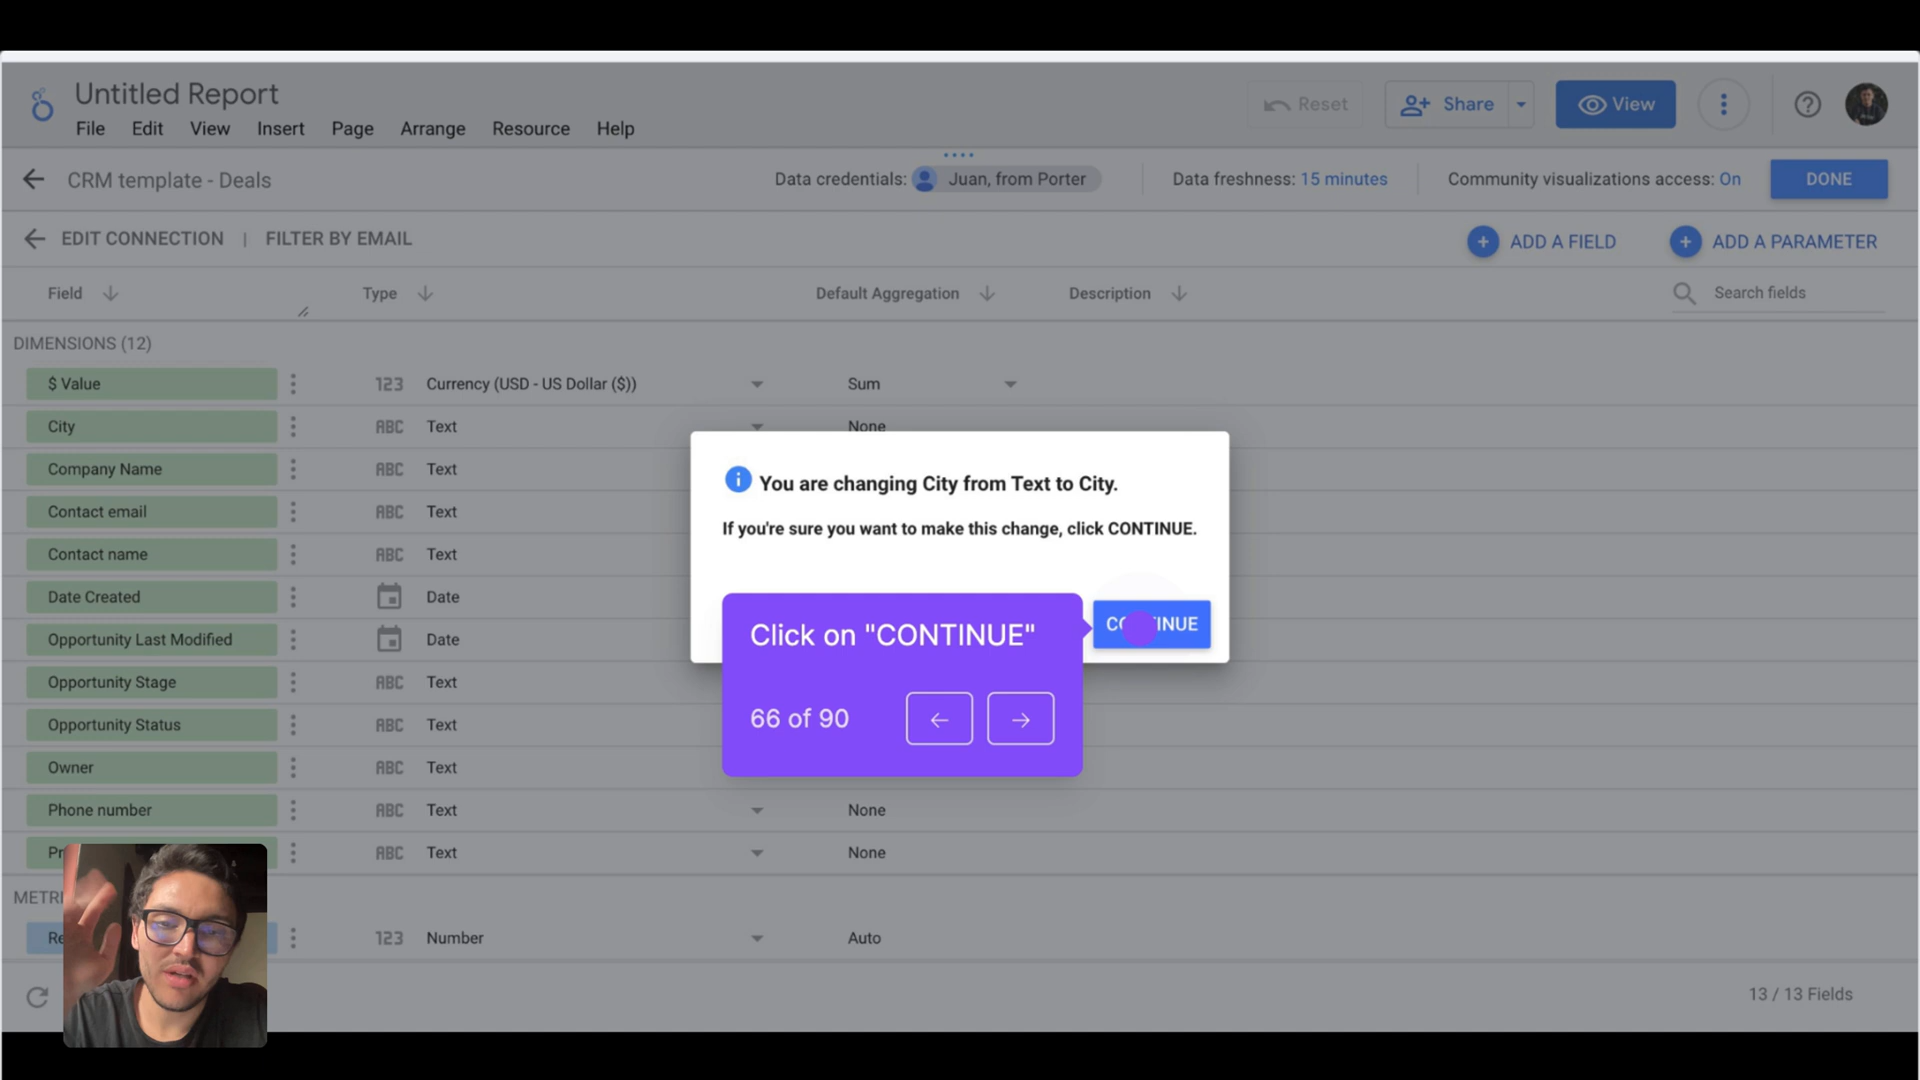 Untitled Report
File Edit View Insert Page Arrange Resource Help
Reset Share View
CRM template - Deals
Data credentials: Juan, from Porter
Data freshness: 15 minutes
Community visualizations access: On
DONE
EDIT CONNECTION | FILTER BY EMAIL
ADD A FIELD
ADD A PARAMETER
Field Type Default Aggregation Description Search fields
DIMENSIONS (12)
$ Value 123 Currency (USD - US Dollar ($)) Sum
City ABC Text None
Company Name ABC Text
Contact email ABC Text
Contact name ABC Text
Date Created Date
Opportunity Last Modified Date
Opportunity Stage ABC Text
Opportunity Status ABC Text
Owner ABC Text
Phone number ABC Text None
ABC Text None
123 Number Auto
13 / 13 Fields
You are changing City from Text to City.
If you're sure you want to make this change, click CONTINUE.
Click on "CONTINUE"
66 of 90